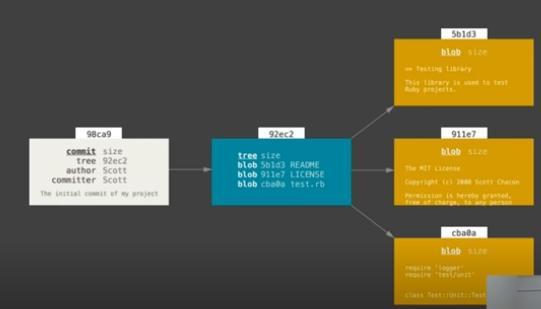 98ca9
commit size
tree 92ec2
author Scott
committer Scott
The initial commit of my project
92ec2
tree size
blob 5b1d3 README
blob 911e7 LICENSE
blob cba0a test.rb
5b1d3
blob size
== Testing library
This library is used to test
Ruby projects.
911e7
blob size
The MIT License
Copyright (c) 2008 Scott Chacon
Permission is hereby granted,
free of charge, to any person
cba0a
blob size
require 'logger'
require 'test/unit'
class Test::Unit::Test